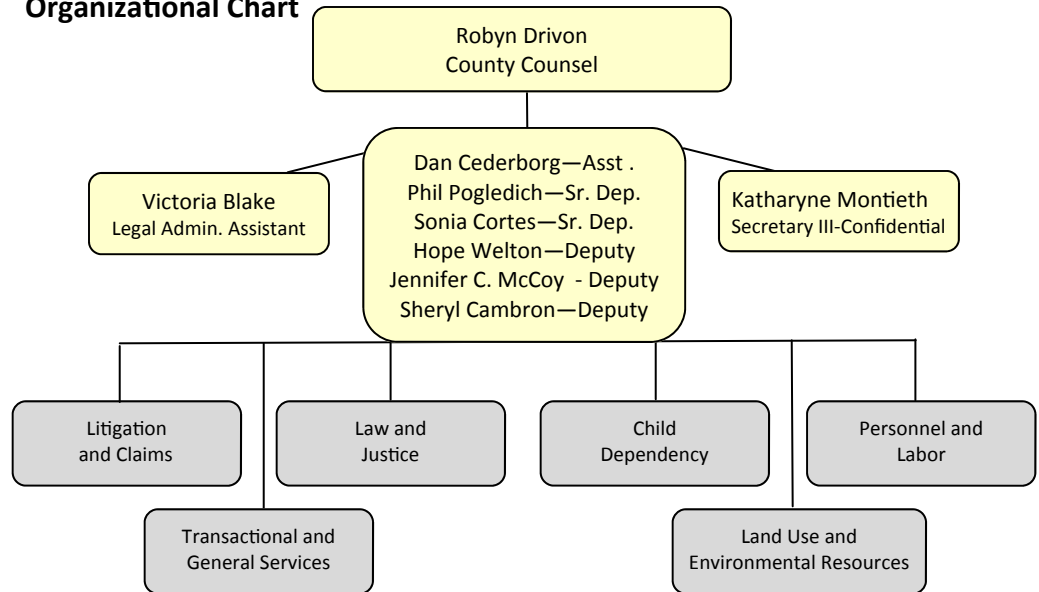 Organizational Chart
Robyn Drivon
County Counsel
Dan Cederborg—Asst .
Phil Pogledich—Sr. Dep.
Sonia Cortes—Sr. Dep.
Hope Welton—Deputy
Jennifer C. McCoy - Deputy
Sheryl Cambron—Deputy
Victoria Blake
Legal Admin. Assistant
Katharyne Montieth
Secretary III-Confidential
Litigation
and Claims
Law and
Justice
Child
Dependency
Personnel and
Labor
Transactional and
General Services
Land Use and
Environmental Resources